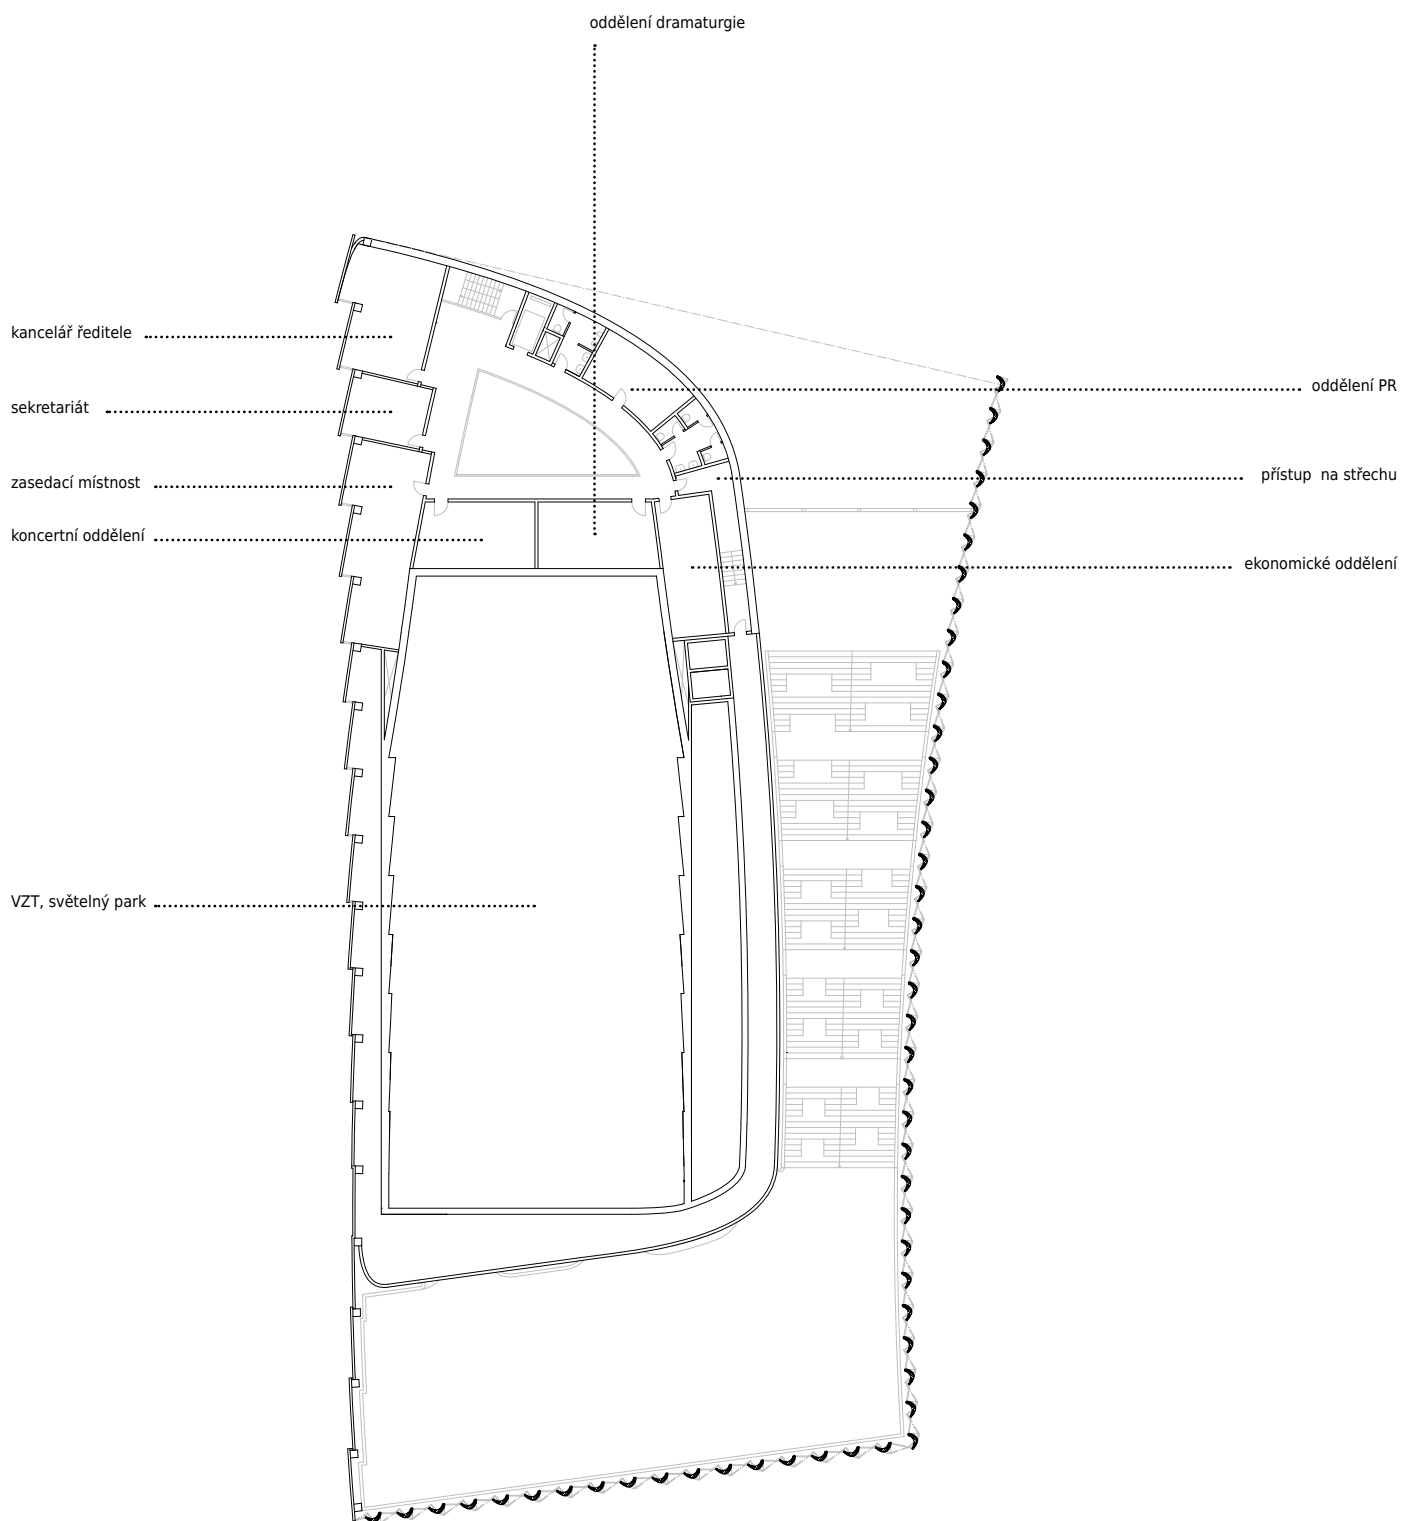 oddělení dramaturgie
kancelář ředitele
oddělení PR
sekretariát
přístup  na střechu
zasedací místnost
koncertní oddělení
ekonomické oddělení
VZT, světelný park